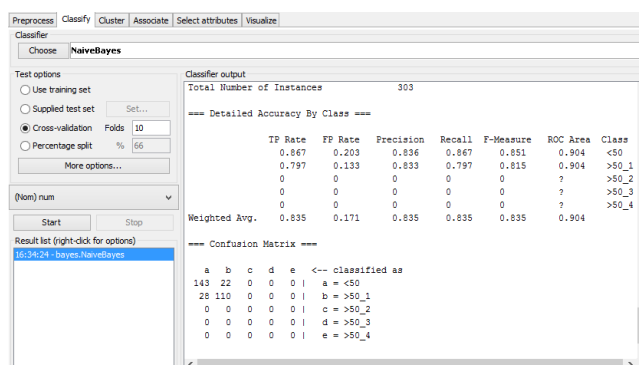 Preprocess Classify Cluster Associate Select attributes Visualize
Classifier
Choose NaiveBayes
Test options
Use training set
Supplied test set Set...
Cross-validation Folds 10
Percentage split % 66
More options...
(Nom) num
Start Stop
Result list (right-click for options)
16:34:24 - bayes.NaiveBayes
Classifier output
Total Number of Instances 303
=== Detailed Accuracy By Class ===
TP Rate FP Rate Precision Recall F-Measure ROC Area Class
0.867 0.203 0.836 0.867 0.851 0.904 <50
0.797 0.133 0.833 0.797 0.815 0.904 >50_1
0 0 0 0 0 ? >50_2
0 0 0 0 0 ? >50_3
0 0 0 0 0 ? >50_4
Weighted Avg. 0.835 0.171 0.835 0.835 0.835 0.904
=== Confusion Matrix ===
a b c d e <-- classified as
143 22 0 0 0 | a = <50
28 110 0 0 0 | b = >50_1
0 0 0 0 0 | c = >50_2
0 0 0 0 0 | d = >50_3
0 0 0 0 0 | e = >50_4